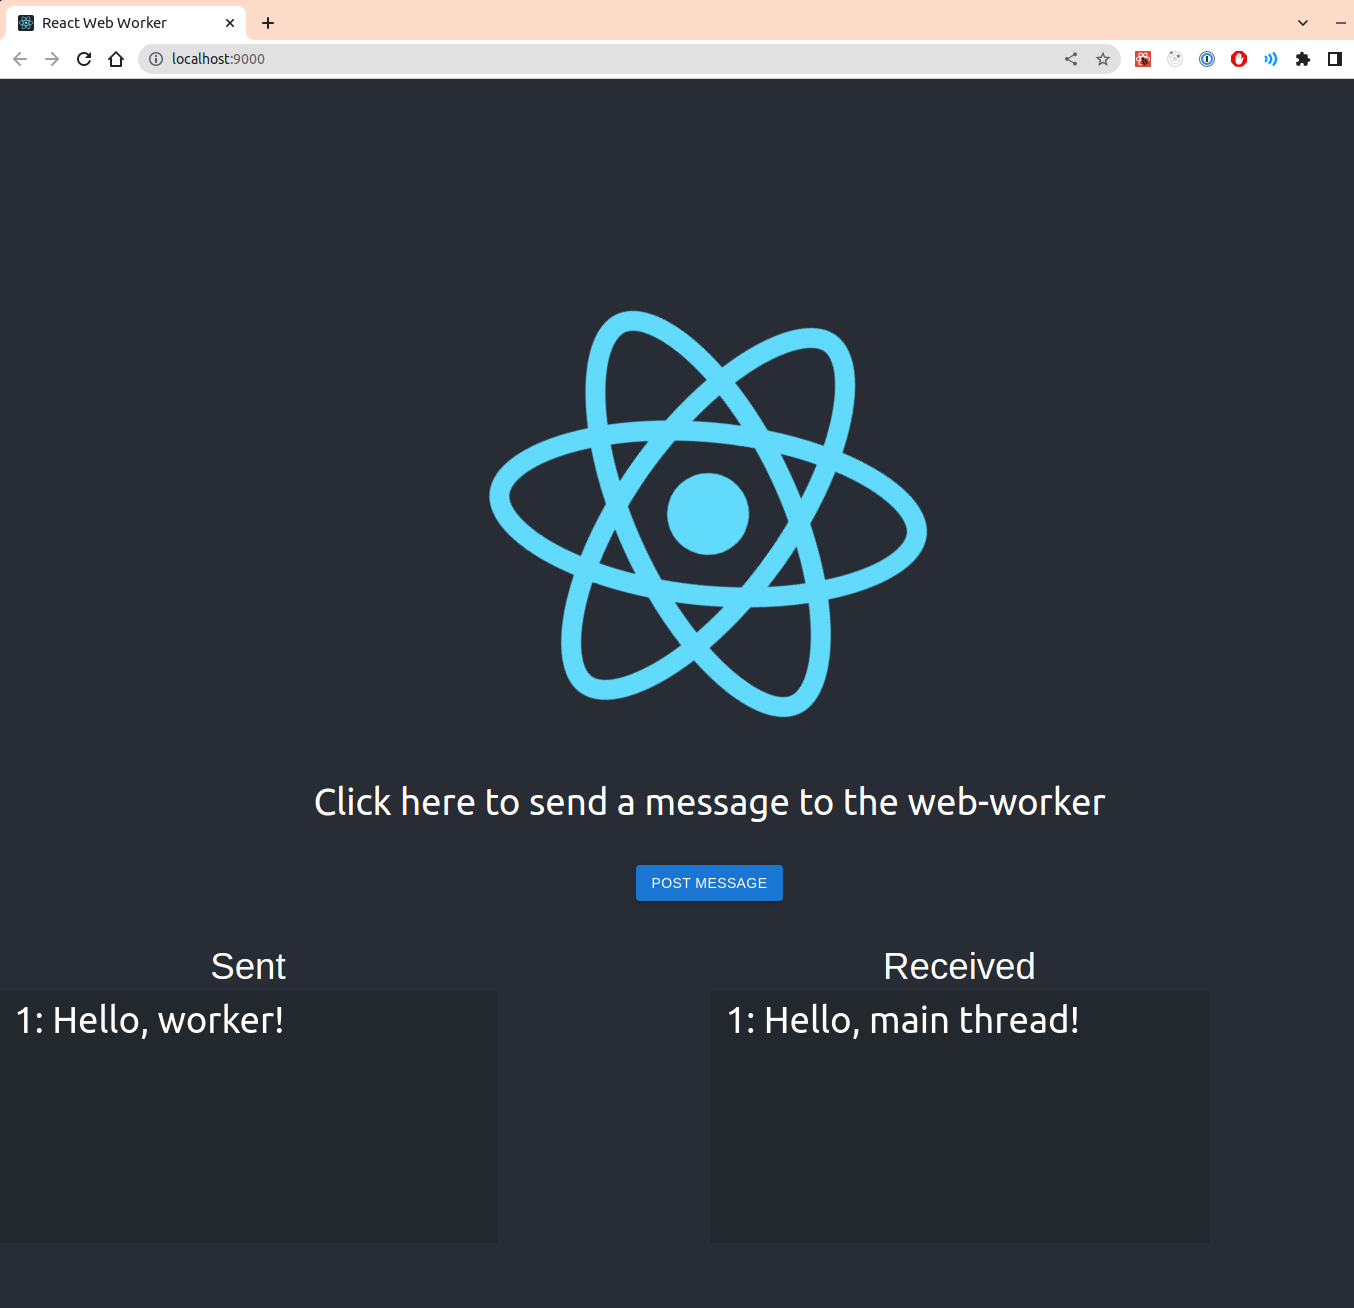 React Web Worker
localhost:9000
Click here to send a message to the web-worker
POST MESSAGE
Sent
Received
1: Hello, worker!
1: Hello, main thread!